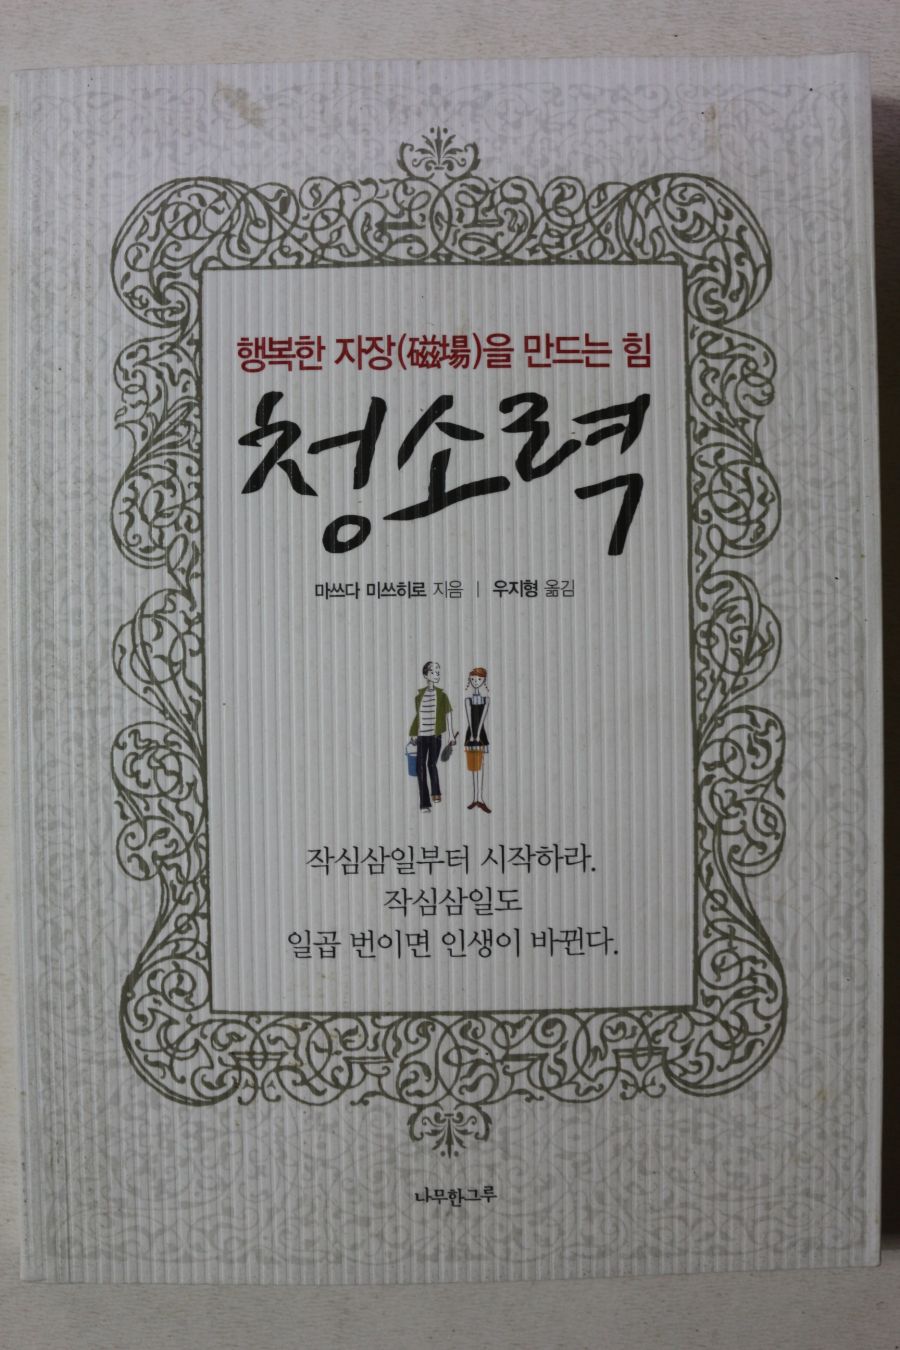 행복한 자장(磁場)을 만드는 힘
청소력
마쓰다 미쓰히로 지음 | 우지형 옮김
작심삼일부터 시작하라.
작심삼일도
일곱 번이면 인생이 바뀐다.
나무한그루